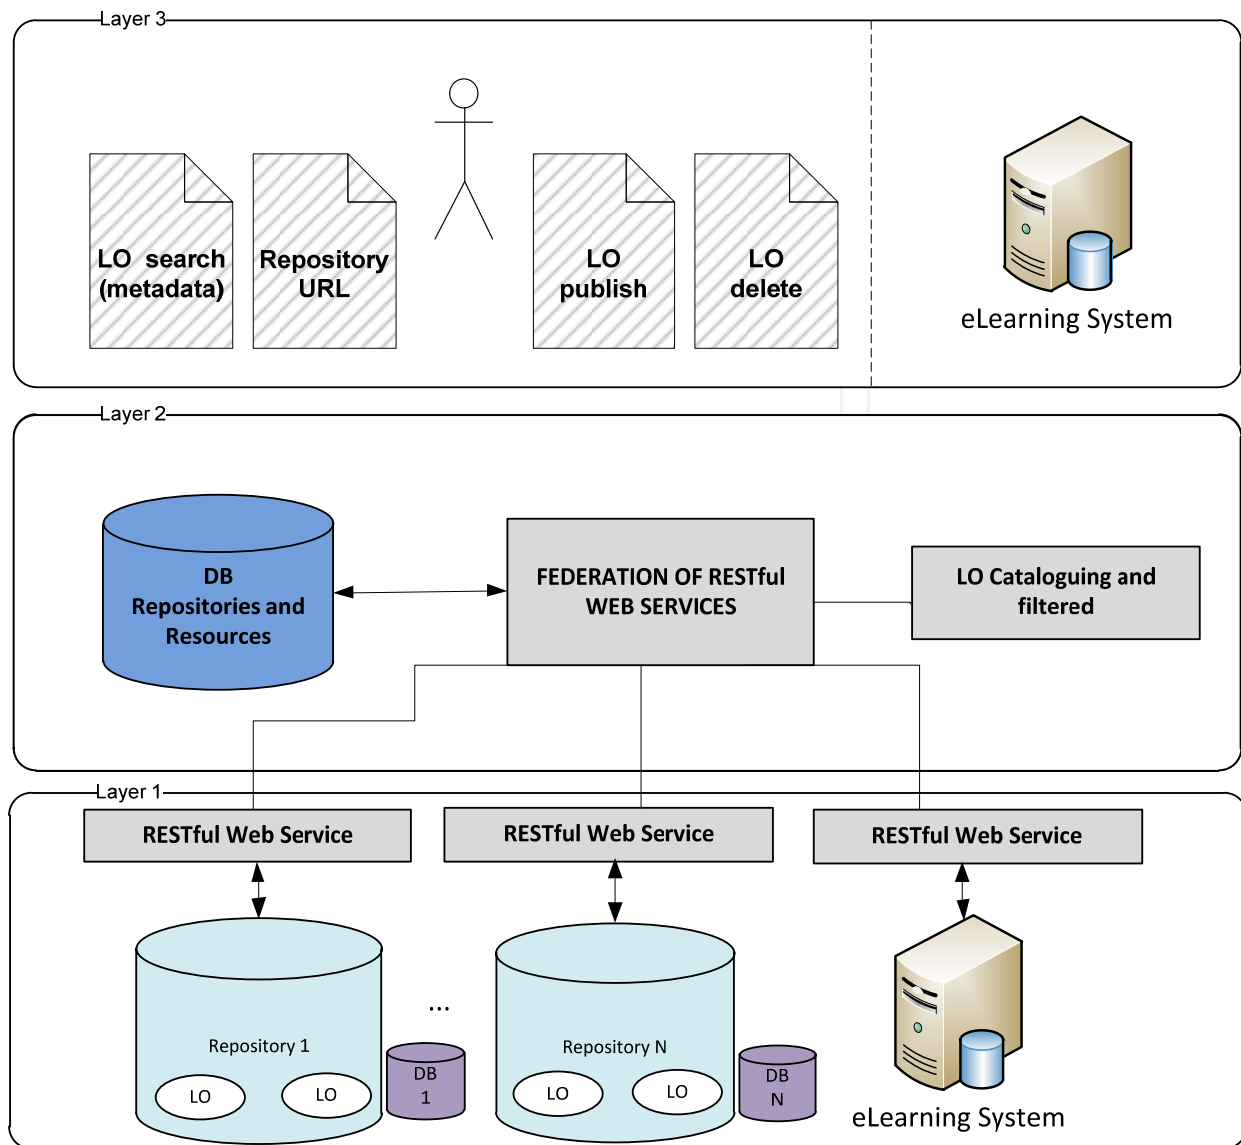 Layer 3
LO search
(metadata)
Repository
URL
LO
publish
LO
delete
eLearning System
Layer 2
DB
Repositories and
Resources
FEDERATION OF RESTful
WEB SERVICES
LO Cataloguing and
filtered
Layer 1
RESTful Web Service
RESTful Web Service
RESTful Web Service
Repository 1
LO
LO
DB
1
...
Repository N
LO
LO
DB
N
eLearning System